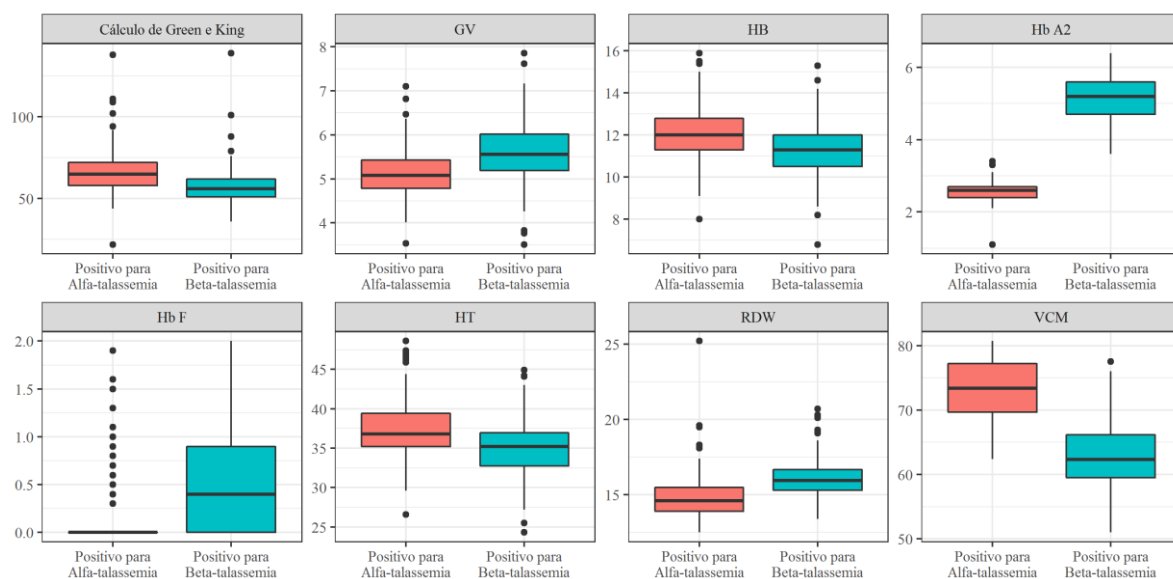 Cálculo de Green e King
GV
HB
Hb A2
100
50
8
7
6
5
4
16
14
12
10
8
6
4
2
Positivo para
Alfa-talassemia
Positivo para
Beta-talassemia
Positivo para
Alfa-talassemia
Positivo para
Beta-talassemia
Positivo para
Alfa-talassemia
Positivo para
Beta-talassemia
Positivo para
Alfa-talassemia
Positivo para
Beta-talassemia
Hb F
HT
RDW
VCM
2.0
1.5
1.0
0.5
0.0
45
40
35
30
25
25
20
15
80
70
60
50
Positivo para
Alfa-talassemia
Positivo para
Beta-talassemia
Positivo para
Alfa-talassemia
Positivo para
Beta-talassemia
Positivo para
Alfa-talassemia
Positivo para
Beta-talassemia
Positivo para
Alfa-talassemia
Positivo para
Beta-talassemia